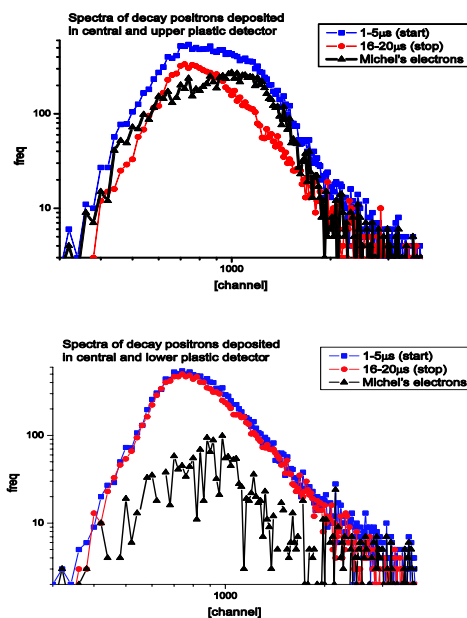 Spectra of decay positrons deposited
in central and upper plastic detector
1-5µs (start)
16-20µs (stop)
Michel's electrons
freq
100
10
1000
[channel]
Spectra of decay positrons deposited
in central and lower plastic detector
1-5µs (start)
16-20µs (stop)
Michel's electrons
freq
100
10
1000
[channel]